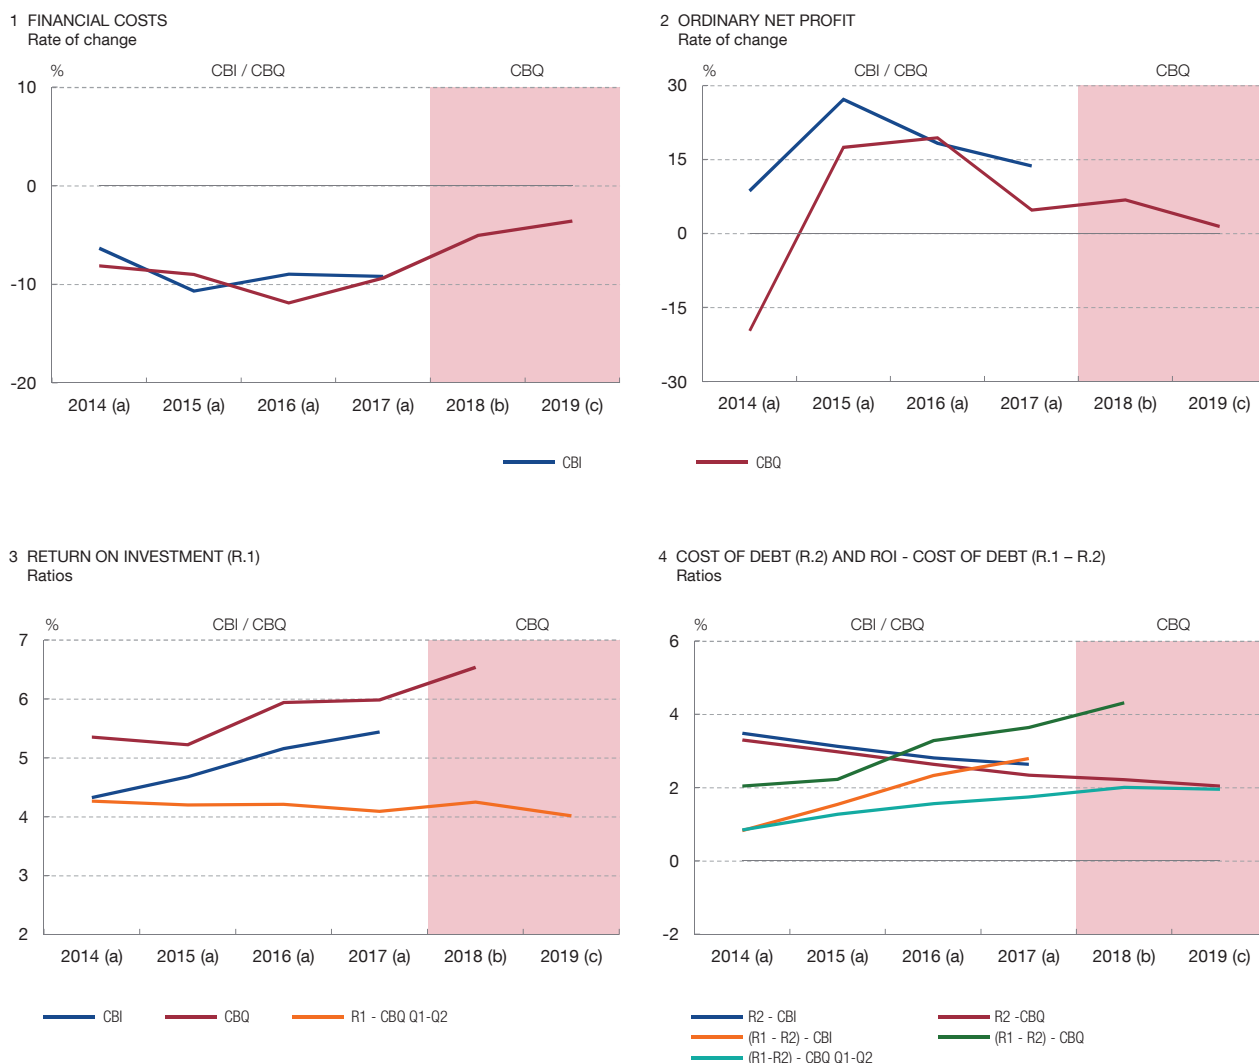 1 FINANCIAL COSTS
Rate of change
% CBI / CBQ CBQ
10
0
-10
-20
2014 (a) 2015 (a) 2016 (a) 2017 (a) 2018 (b) 2019 (c)
2 ORDINARY NET PROFIT
Rate of change
% CBI / CBQ CBQ
30
15
0
-15
-30
2014 (a) 2015 (a) 2016 (a) 2017 (a) 2018 (b) 2019 (c)
CBI CBQ
3 RETURN ON INVESTMENT (R.1)
Ratios
% CBI / CBQ CBQ
7
6
5
4
3
2
2014 (a) 2015 (a) 2016 (a) 2017 (a) 2018 (b) 2019 (c)
CBI CBQ R1 - CBQ Q1-Q2
4 COST OF DEBT (R.2) AND ROI - COST OF DEBT (R.1 – R.2)
Ratios
% CBI / CBQ CBQ
6
4
2
0
-2
2014 (a) 2015 (a) 2016 (a) 2017 (a) 2018 (b) 2019 (c)
R2 - CBI R2 -CBQ
(R1 - R2) - CBI (R1 - R2) - CBQ
(R1-R2) - CBQ Q1-Q2